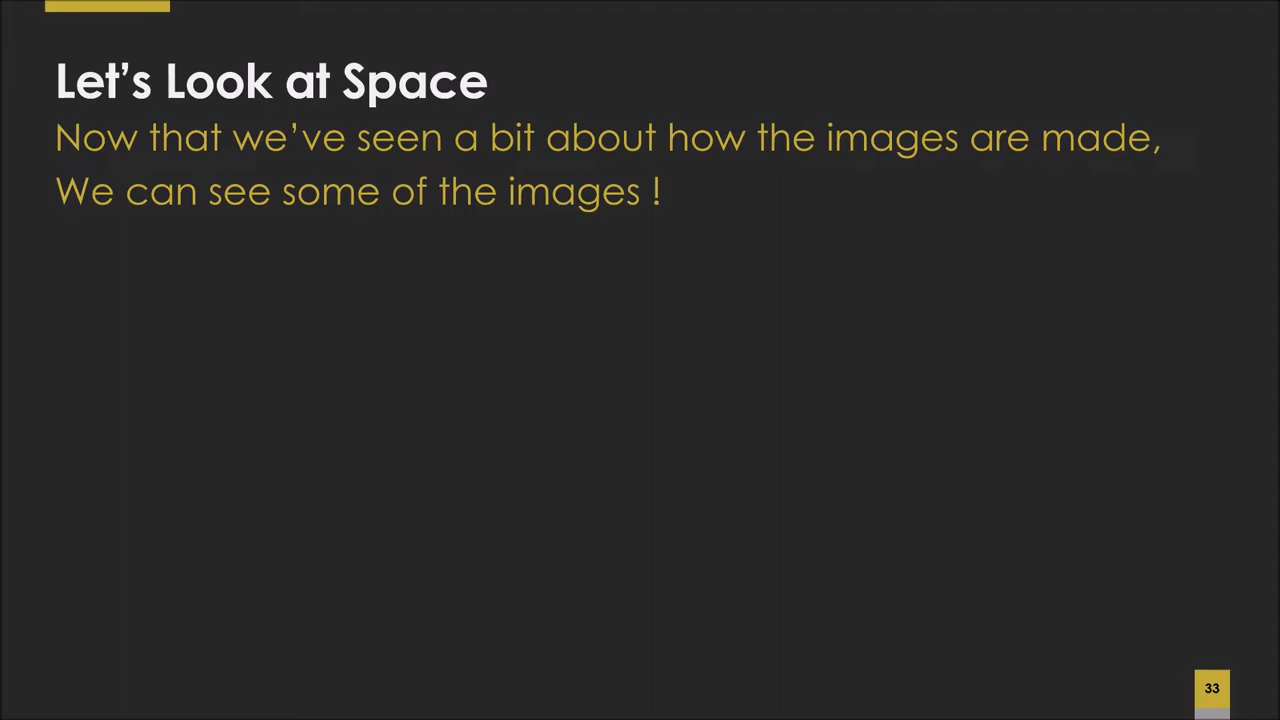 Let’s Look at Space
Now that we’ve seen a bit about how the images are made,
We can see some of the images !
33